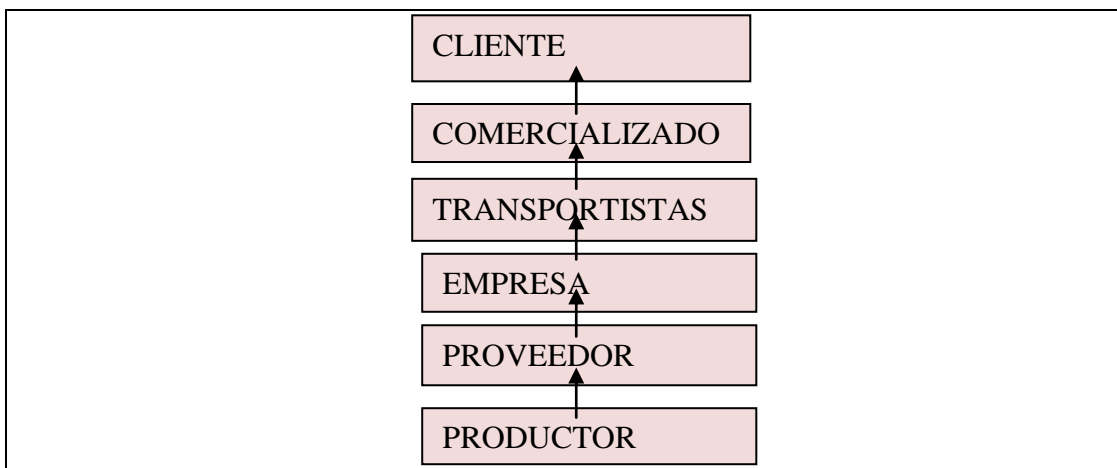 CLIENTE
COMERCIALIZADO
TRANSPORTISTAS
EMPRESA
PROVEEDOR
PRODUCTOR